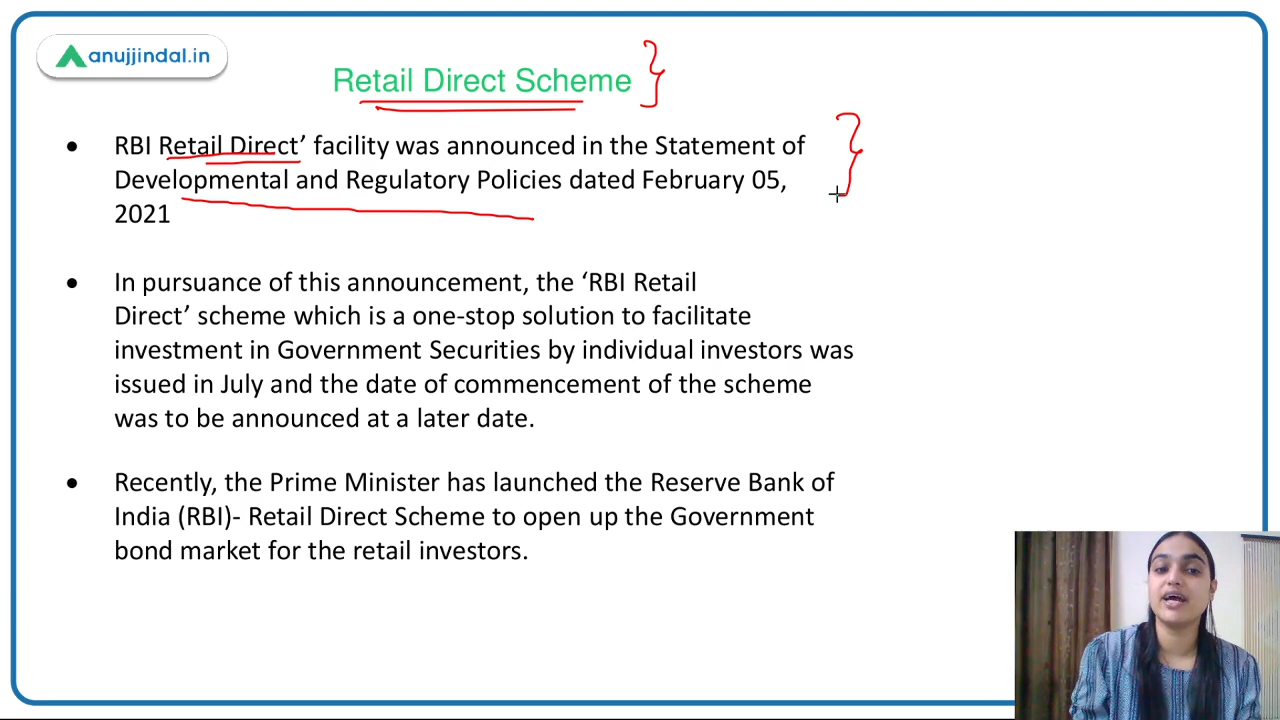 anujjindal.in
Retail Direct Scheme
• RBI Retail Direct’ facility was announced in the Statement of
Developmental and Regulatory Policies dated February 05,
2021
• In pursuance of this announcement, the ‘RBI Retail
Direct’ scheme which is a one-stop solution to facilitate
investment in Government Securities by individual investors was
issued in July and the date of commencement of the scheme
was to be announced at a later date.
• Recently, the Prime Minister has launched the Reserve Bank of
India (RBI)- Retail Direct Scheme to open up the Government
bond market for the retail investors.